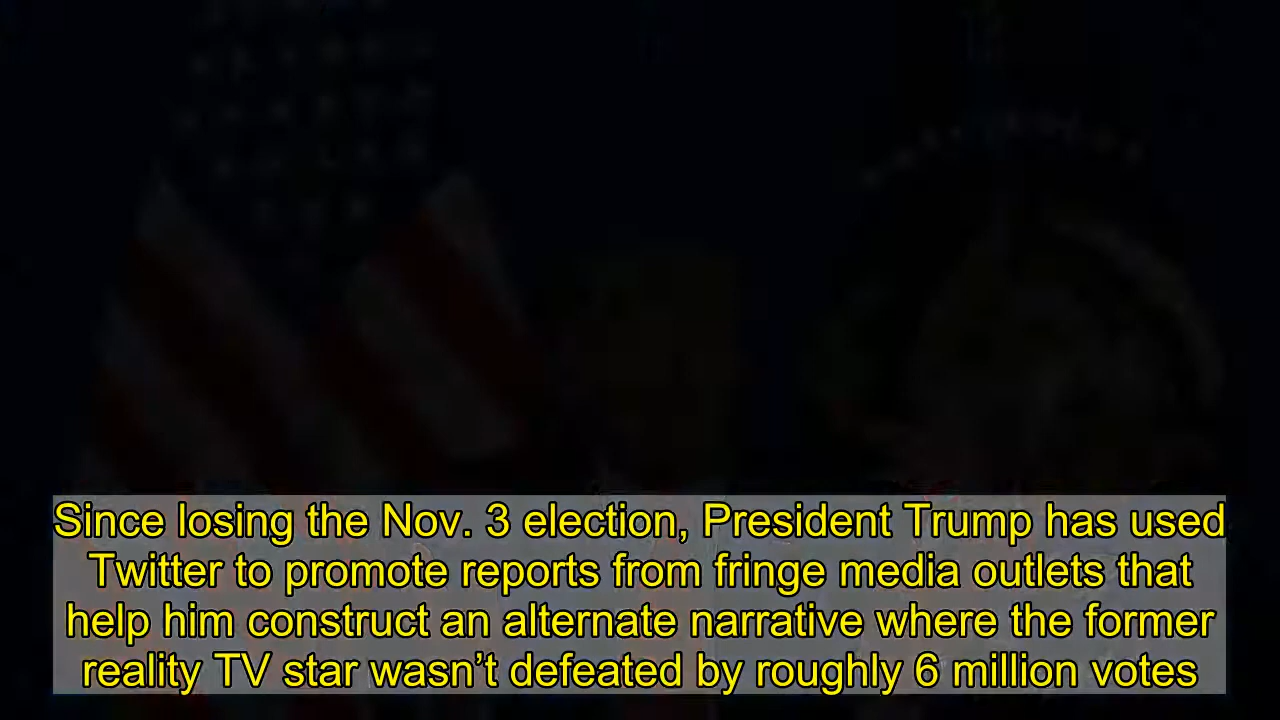 Since losing the Nov. 3 election, President Trump has used
Twitter to promote reports from fringe media outlets that
help him construct an alternate narrative where the former
reality TV star wasn’t defeated by roughly 6 million votes